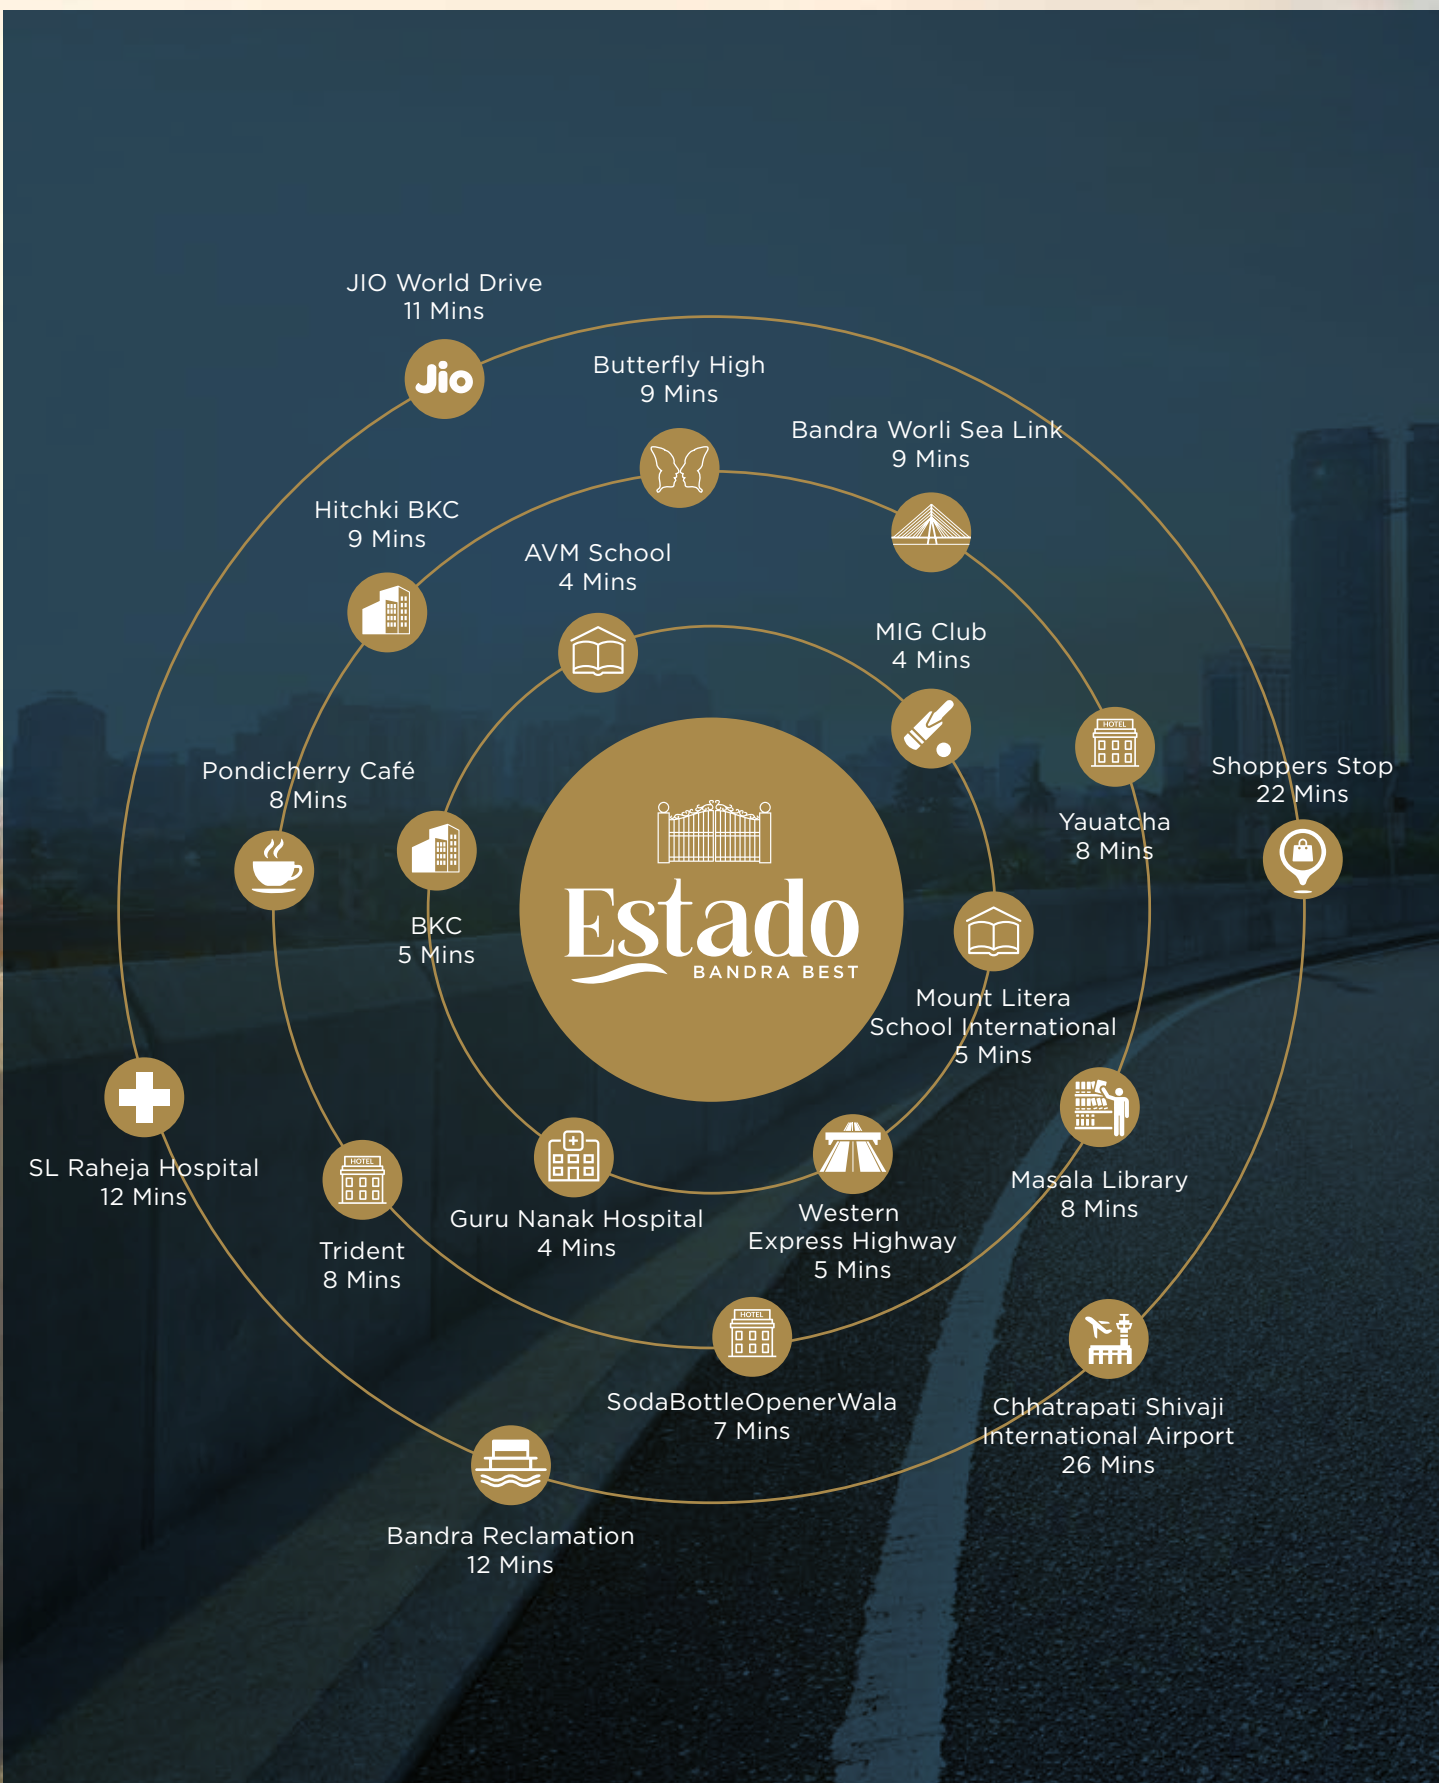 JIO World Drive
11 Mins
Jio
Butterfly High
9 Mins
Bandra Worli Sea Link
9 Mins
Hitchki BKC
9 Mins
AVM School
4 Mins
MIG Club
4 Mins
HOTEL
Pondicherry Café
8 Mins
Shoppers Stop
22 Mins
Yauatcha
8 Mins
BKC
5 Mins
Estado
BANDRA BEST
Mount Litera
School International
5 Mins
SL Raheja Hospital
12 Mins
HOTEL
Masala Library
8 Mins
Guru Nanak Hospital
4 Mins
Western
Express Highway
5 Mins
Trident
8 Mins
HOTEL
SodaBottleOpenerWala
7 Mins
Chhatrapati Shivaji
International Airport
26 Mins
Bandra Reclamation
12 Mins